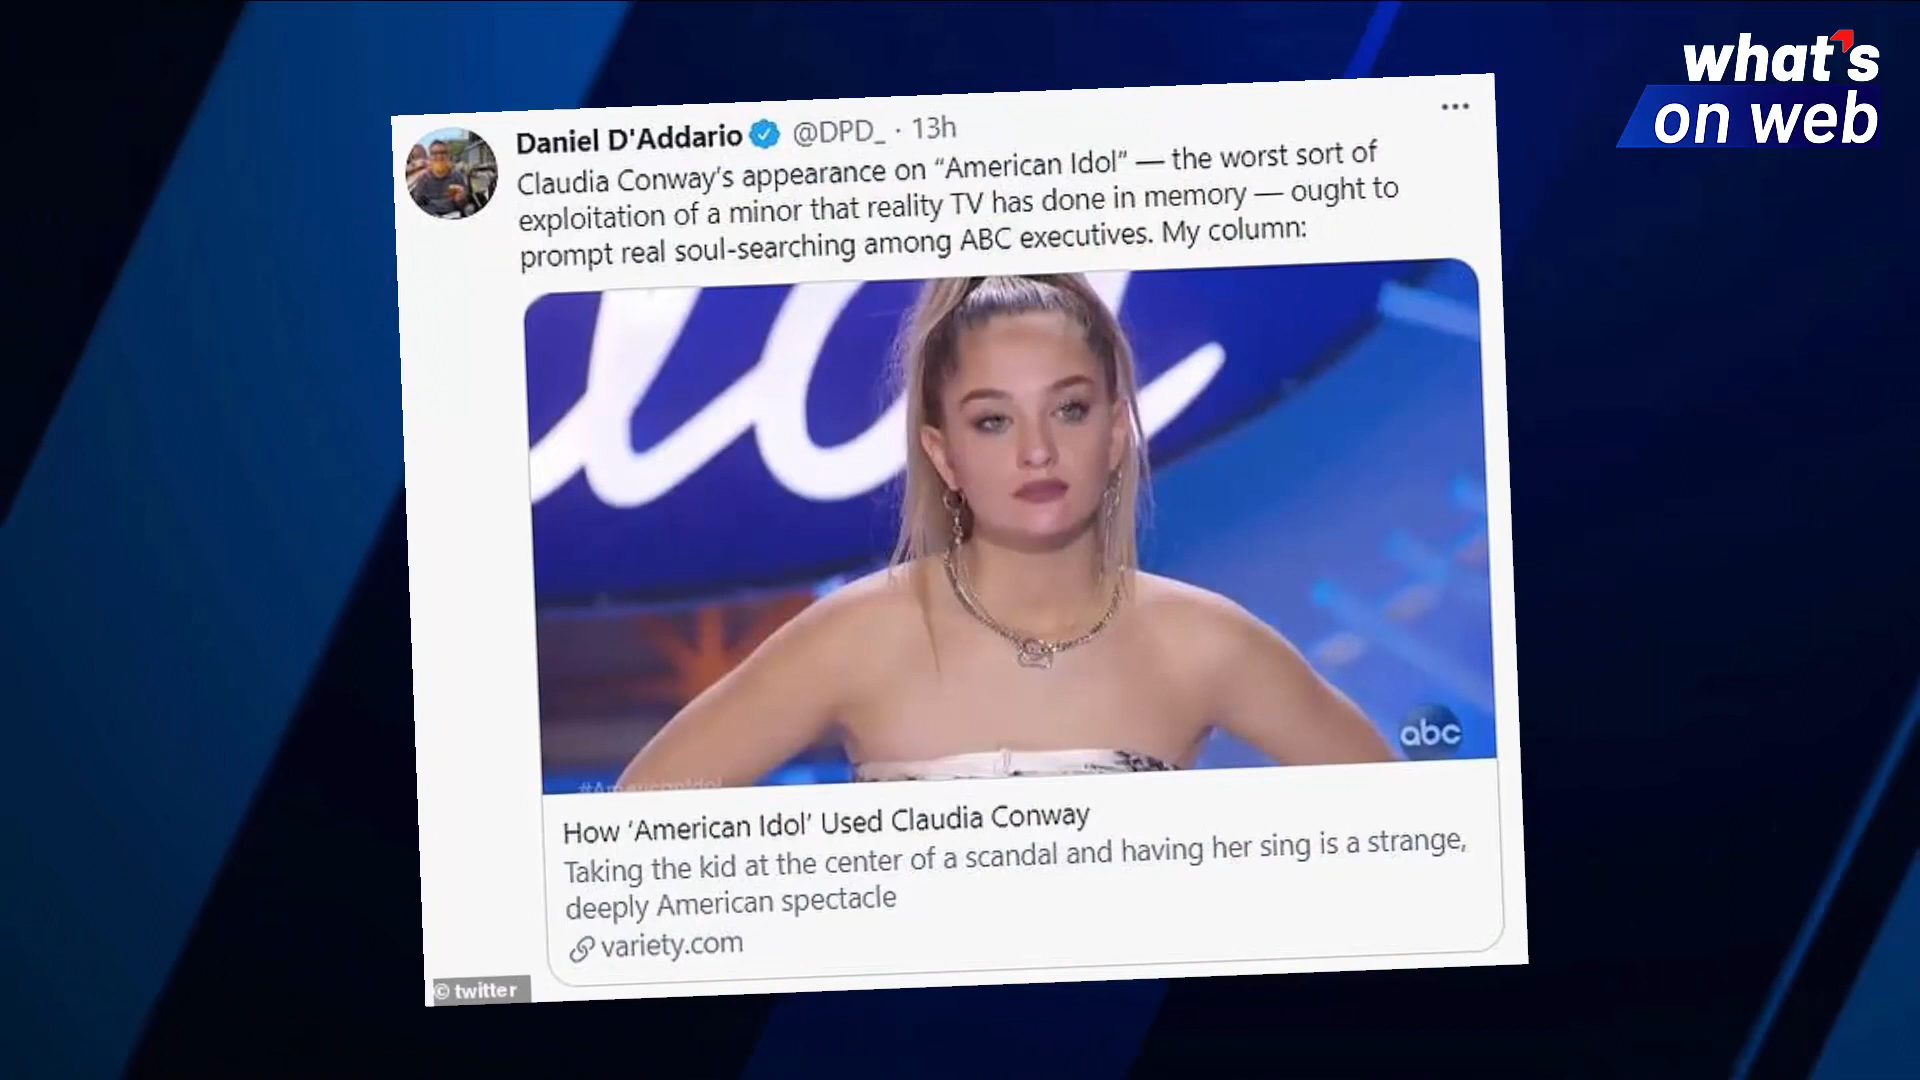 what's
on web
Daniel D'Addario @DPD_ · 13h
Claudia Conway's appearance on “American Idol” — the worst sort of
exploitation of a minor that reality TV has done in memory — ought to
prompt real soul-searching among ABC executives. My column:
abc
#AmericanIdol
How ‘American Idol’ Used Claudia Conway
Taking the kid at the center of a scandal and having her sing is a strange,
deeply American spectacle
variety.com
© twitter